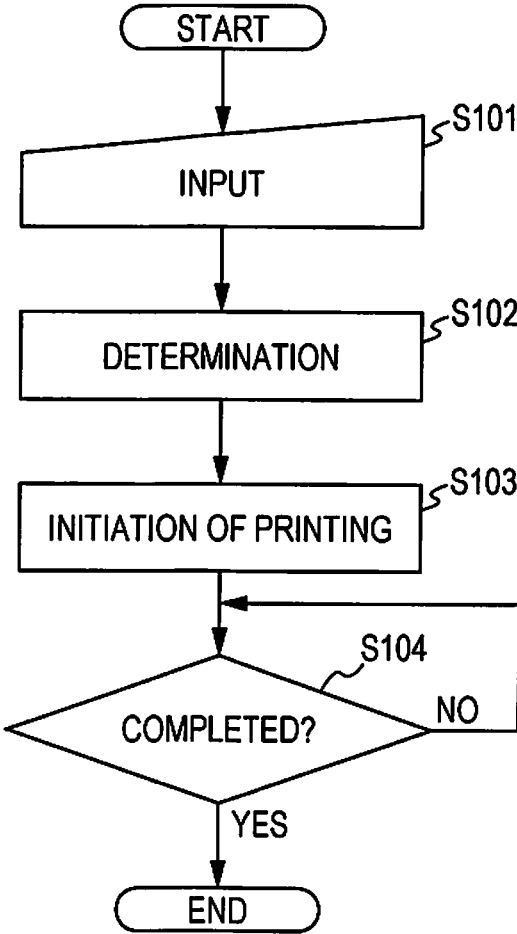 START
S101
INPUT
S102
DETERMINATION
S103
INITIATION OF PRINTING
S104
COMPLETED?
NO
YES
END